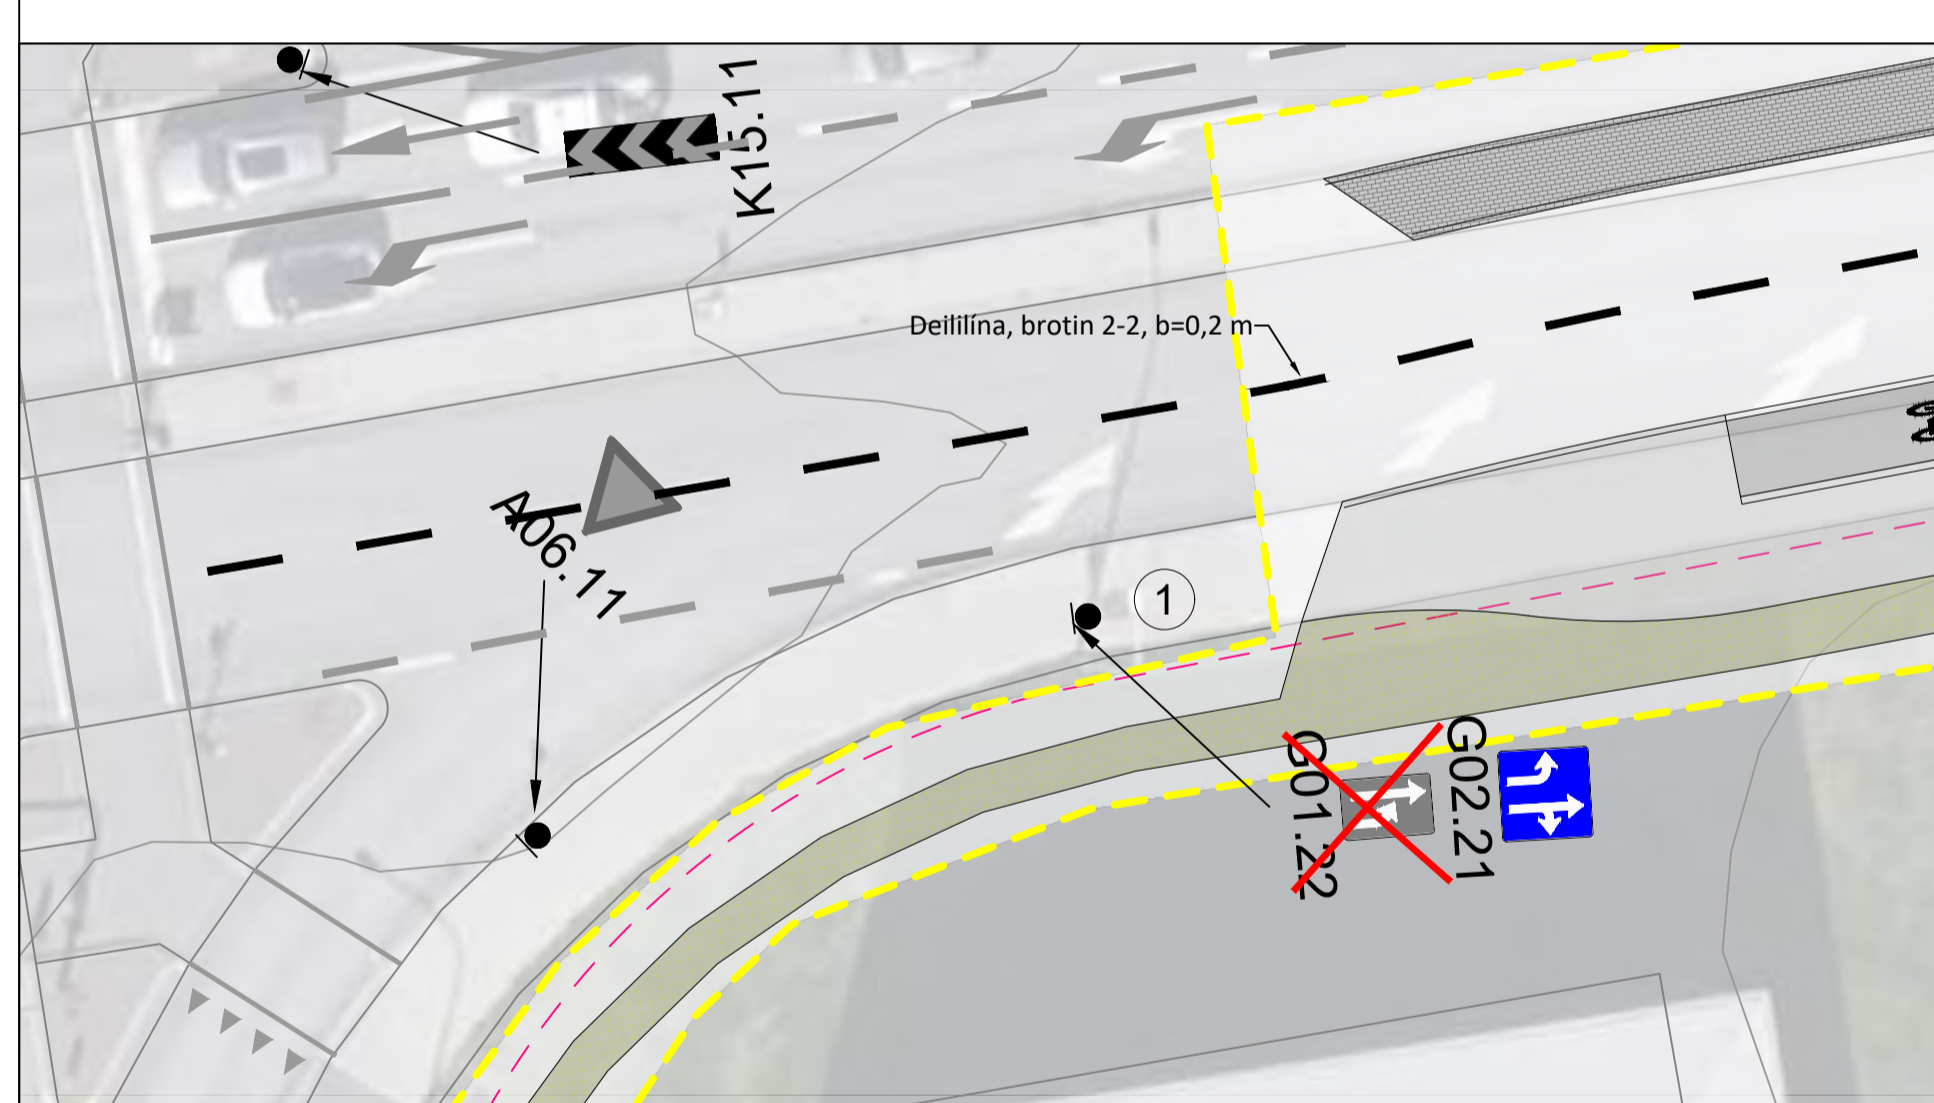 K15.11
Deililína, brotin 2-2, b=0,2 m
A06.11
1
G01.22
G02.21